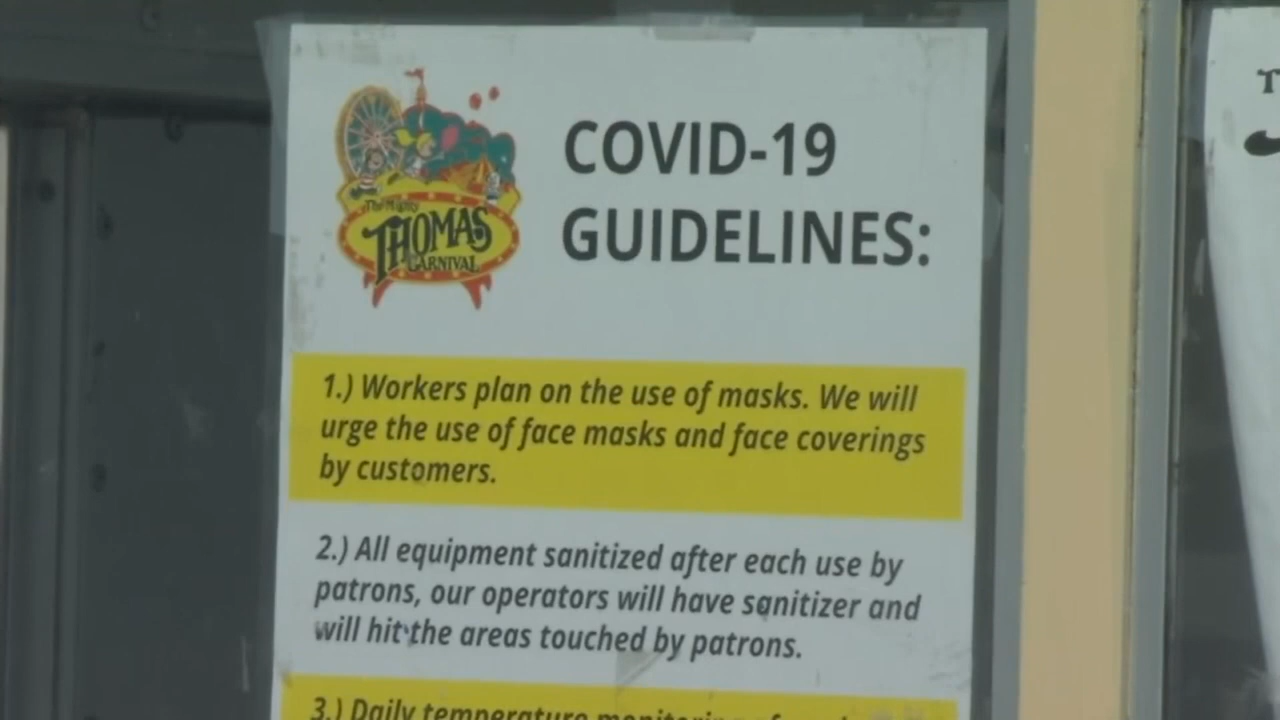 The Mighty
THOMAS
CARNIVAL
COVID-19
GUIDELINES:
1.) Workers plan on the use of masks. We will
urge the use of face masks and face coverings
by customers.
2.) All equipment sanitized after each use by
patrons, our operators will have sanitizer and
will hit the areas touched by patrons.
3.) Daily temperature monitoring of